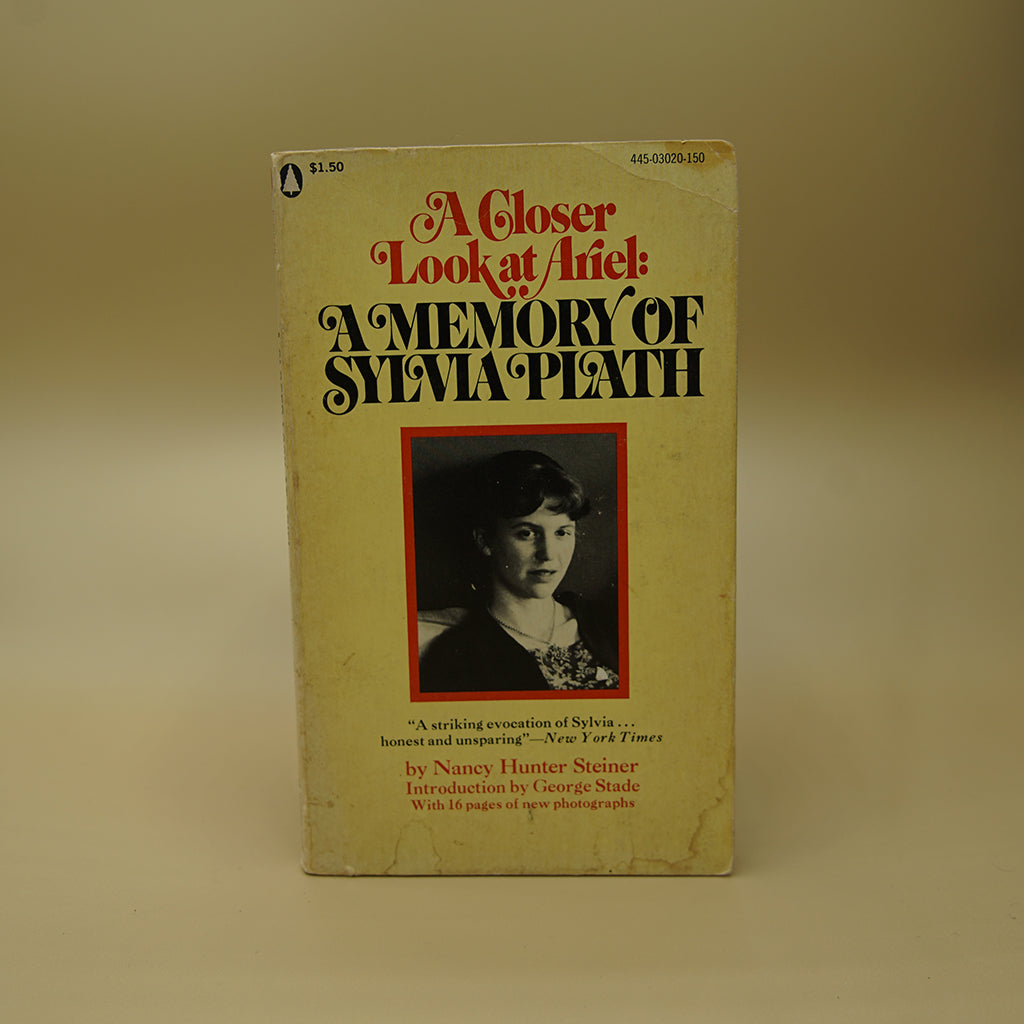 $1.50
445-03020-150
A Closer
Look at Ariel:
A MEMORY OF
SYLVIA PLATH
“A striking evocation of Sylvia...
honest and unsparing”—New York Times
by Nancy Hunter Steiner
Introduction by George Stade
With 16 pages of new photographs